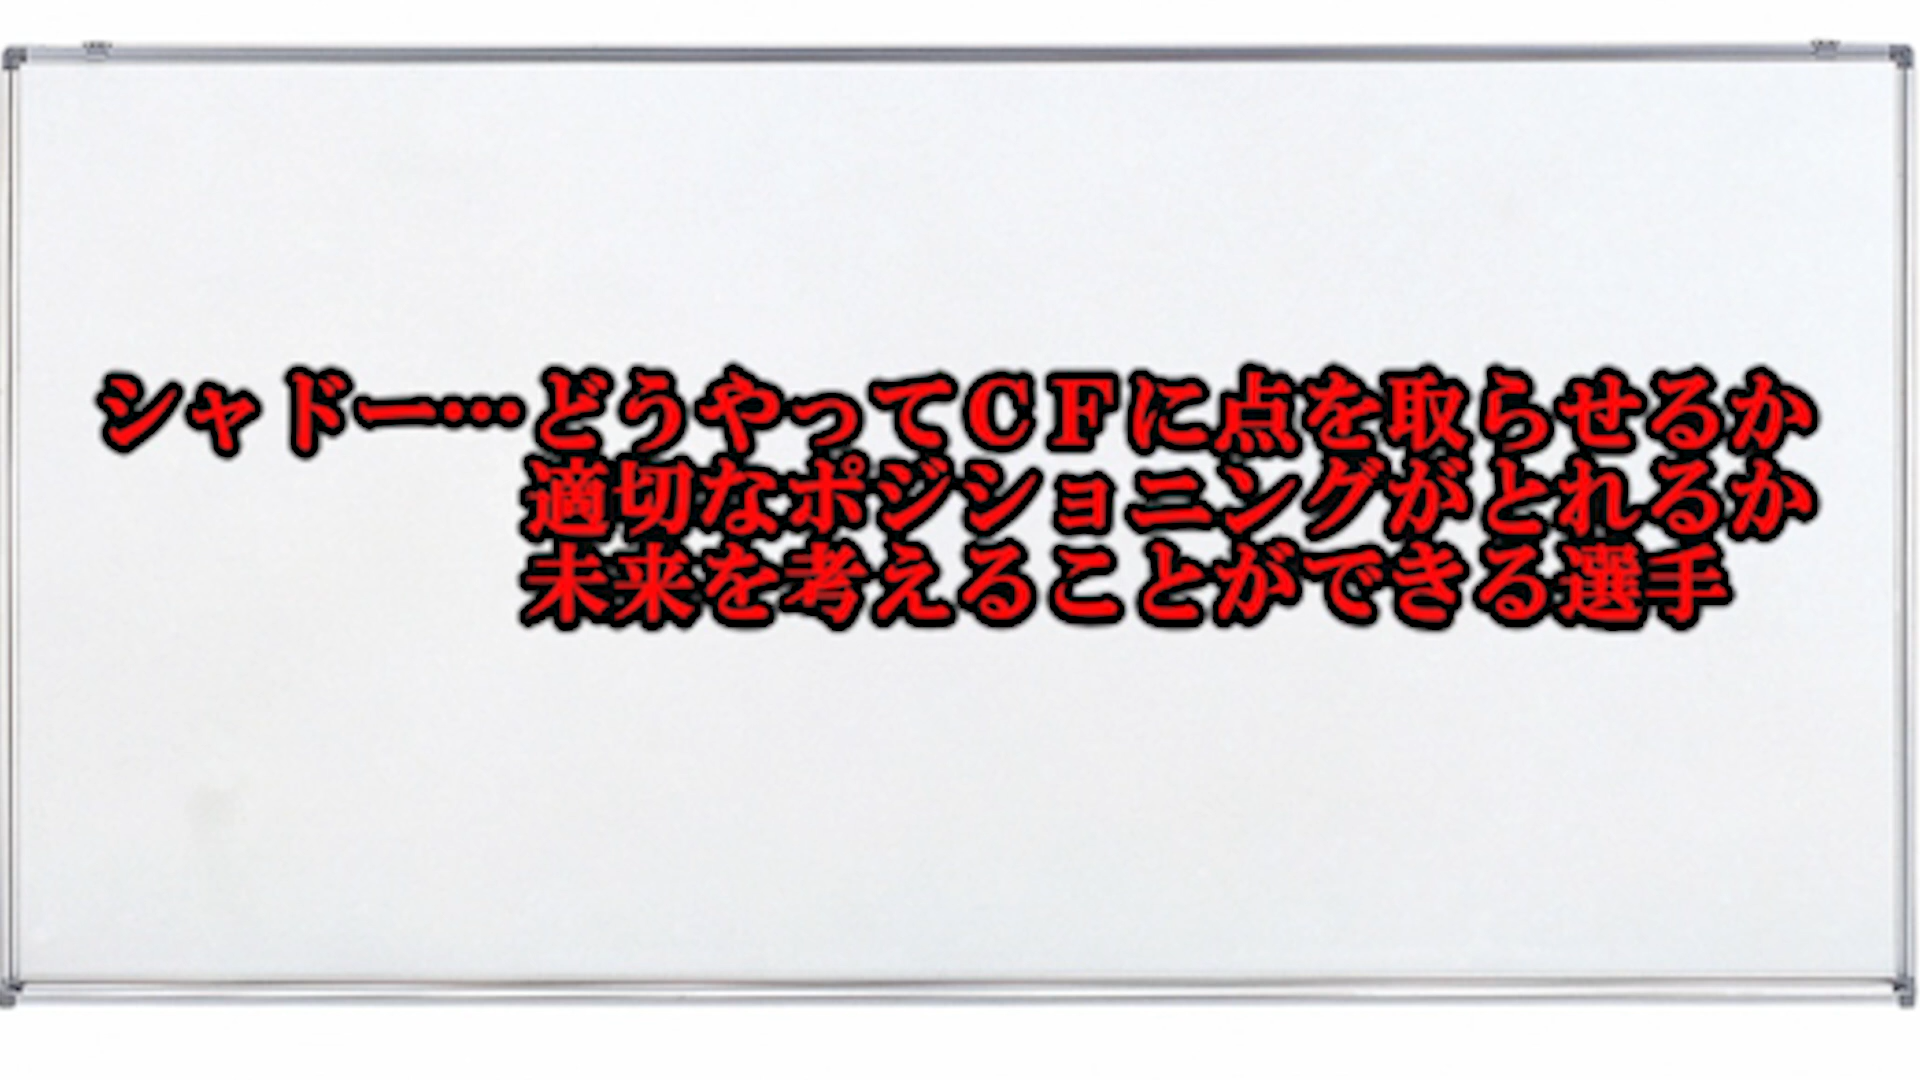 シャドー…どうやってＣＦに点を取らせるか
適切なポジショニングがとれるか
未来を考えることができる選手